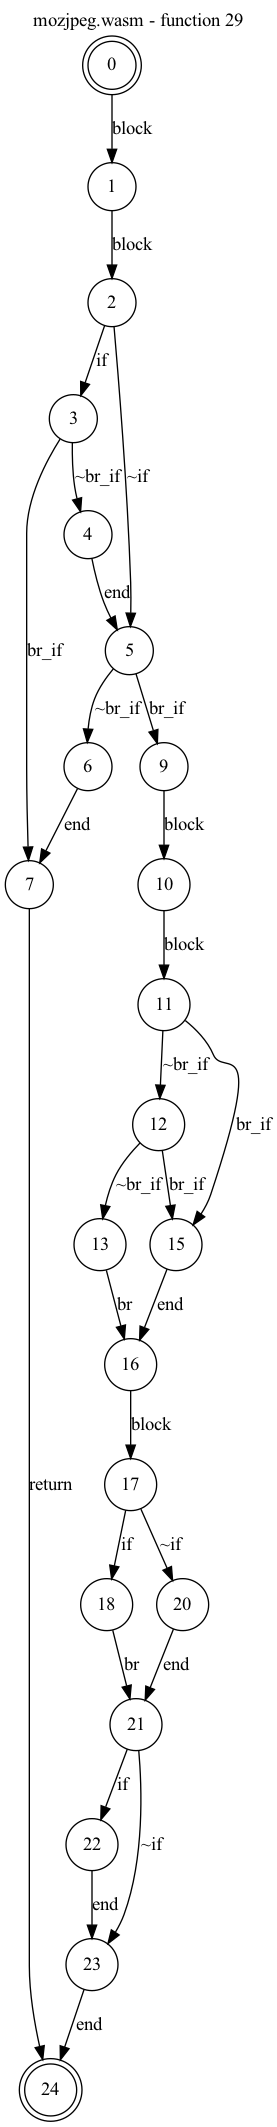 mozjpeg.wasm - function 29
0
block
1
block
2
if
3
~br_if ~if
4
end
5
br_if ~br_if br_if
6 9
end block
7 10
block
11
~br_if
12 br_if
~br_if br_if
13 15
br end
16
block
return 17
if ~if
18 20
br end
21
if ~if
22
end
23
end
24